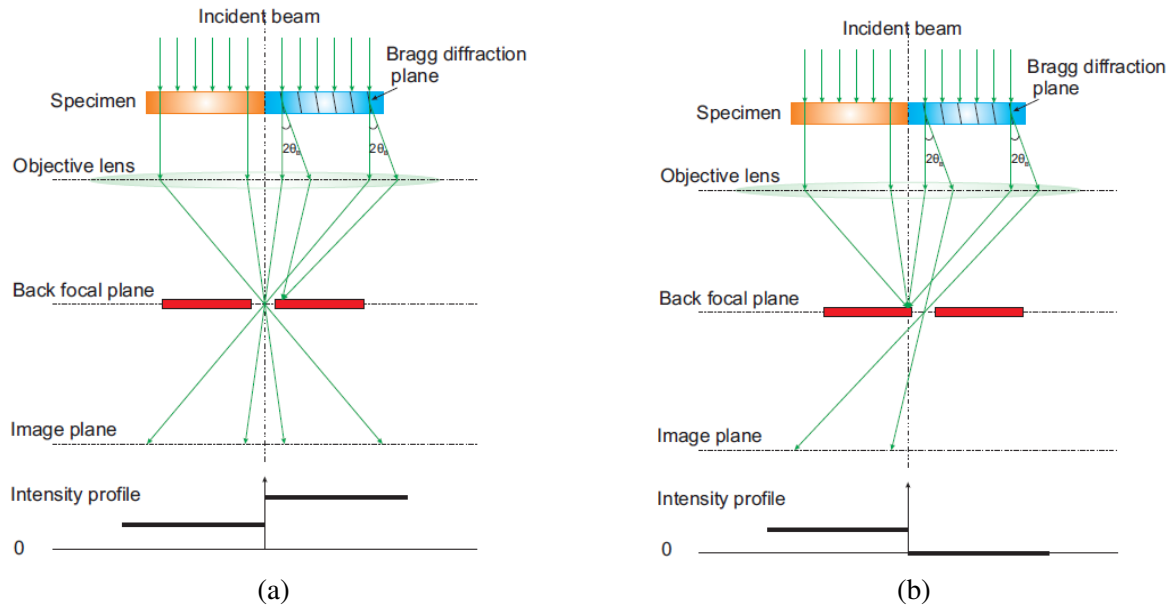 Incident beam
Bragg diffraction
plane
Specimen
2θB
2θB
Objective lens
Back focal plane
Image plane
Intensity profile
0
(a)
Incident beam
Bragg diffraction
plane
Specimen
2θB
2θB
Objective lens
Back focal plane
Image plane
Intensity profile
0
(b)